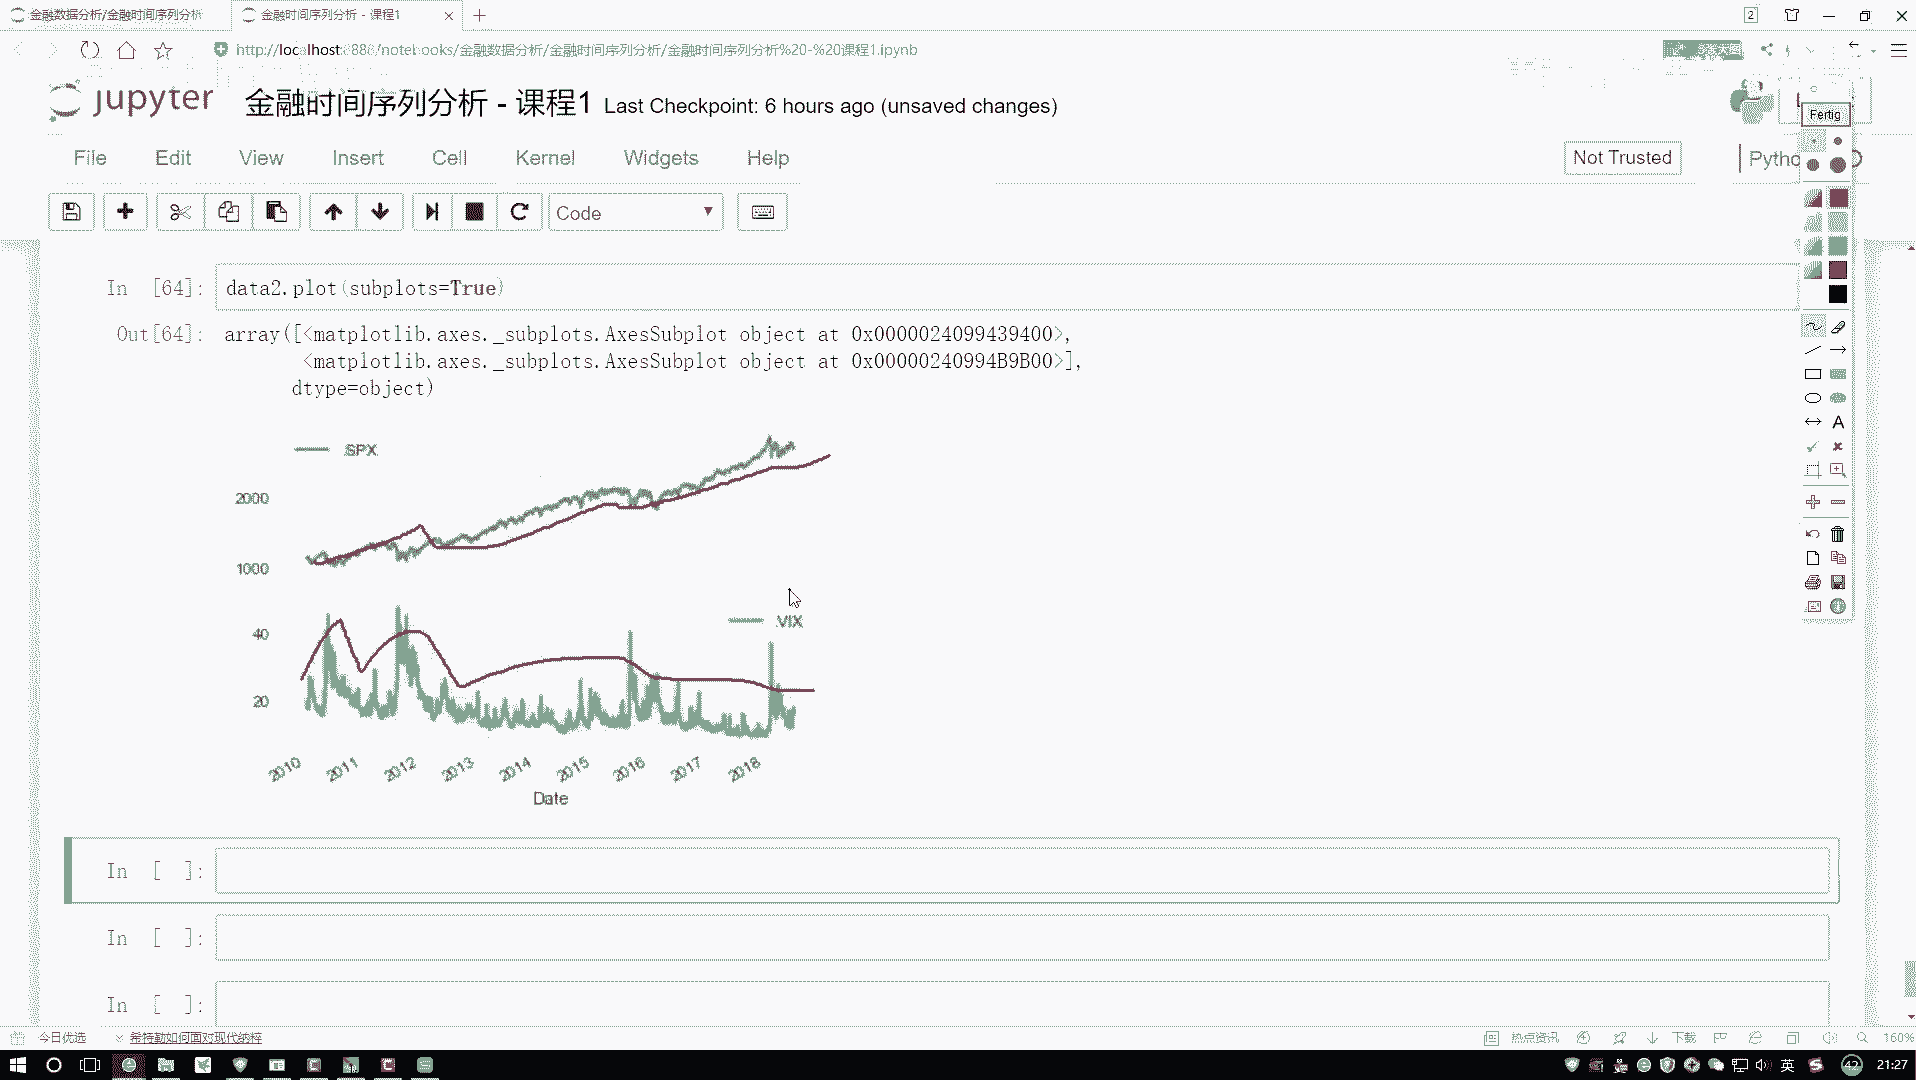 金融数据分析/金融时间序列分析
金融时间序列分析 - 课程1
2
http://localhost:8888/notebooks/金融数据分析/金融时间序列分析/金融时间序列分析%20-%20课程1.ipynb
jupyter 金融时间序列分析 - 课程1 Last Checkpoint: 6 hours ago (unsaved changes)
Fertig
File Edit View Insert Cell Kernel Widgets Help
Not Trusted
Code
A
In [64]: data2.plot(subplots=True)
Out[64]: array([<matplotlib.axes._subplots.AxesSubplot object at 0x0000024099439400>,
<matplotlib.axes._subplots.AxesSubplot object at 0x00000240994B9B00>],
dtype=object)
SPX
2000
1000
VIX
40
20
2010 2011 2012 2013 2014 2015 2016 2017 2018
Date
In [ ]:
In [ ]:
In [ ]:
今日优选
希特勒如何面对现代纳粹
热点资讯
下载
160%
英
42
21:27